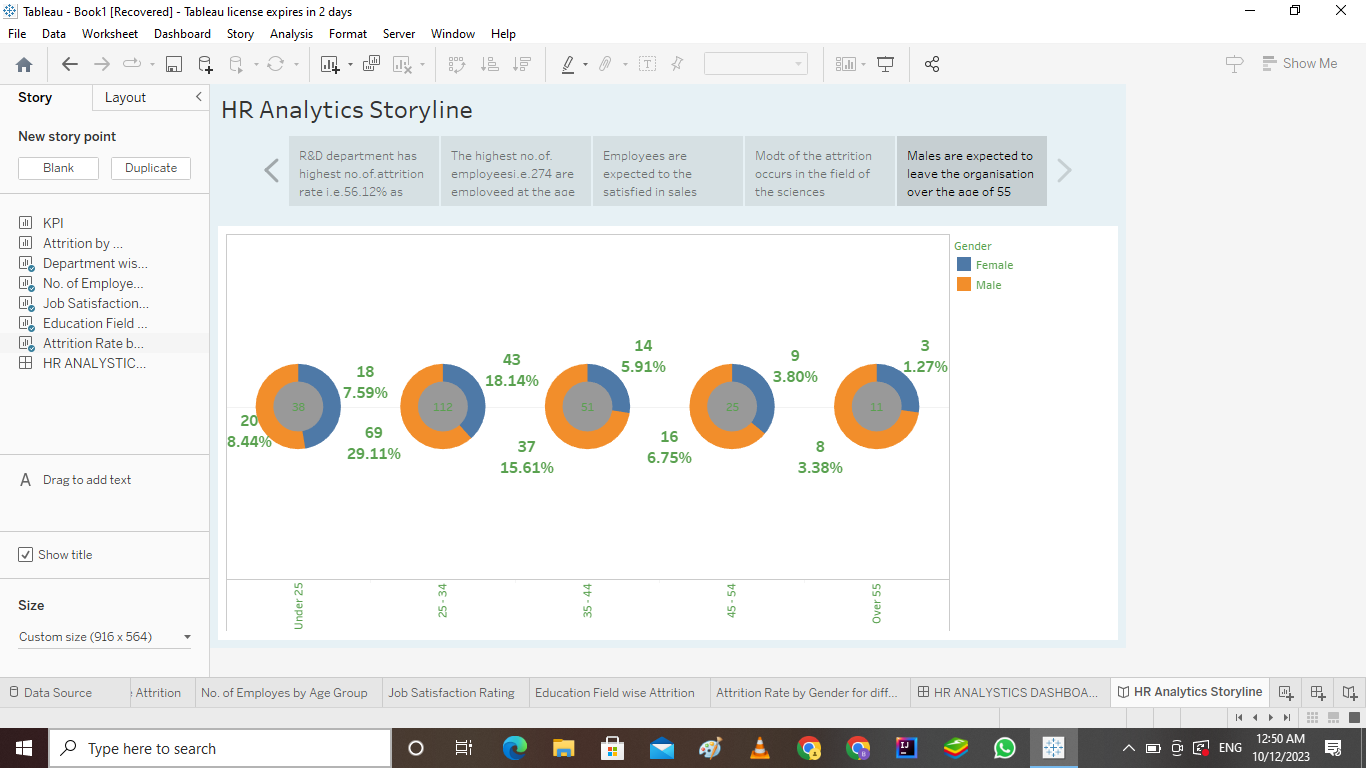 Tableau - Book1 [Recovered] - Tableau license expires in 2 days
File Data Worksheet Dashboard Story Analysis Format Server Window Help
Show Me
Story Layout
New story point
Blank Duplicate
KPI
Attrition by ...
Department wis...
No. of Employe...
Job Satisfaction...
Education Field ...
Attrition Rate b...
HR ANALYSTIC...
A Drag to add text
Show title
Size
Custom size (916 x 564)
HR Analytics Storyline
R&D department has
highest no.of.attrition
rate i.e.56.12% as
The highest no.of.
employeesi.e.274 are
employed at the age
Employees are
expected to the
satisfied in sales
Modt of the attrition
occurs in the field of
the sciences
Males are expected to
leave the organisation
over the age of 55
Gender
Female
Male
38
18
7.59%
20
8.44%
112
43
18.14%
69
29.11%
51
14
5.91%
37
15.61%
25
9
3.80%
16
6.75%
11
3
1.27%
8
3.38%
Under 25
25 - 34
35 - 44
45 - 54
Over 55
Data Source
Attrition
No. of Employes by Age Group
Job Satisfaction Rating
Education Field wise Attrition
Attrition Rate by Gender for diff...
HR ANALYSTICS DASHBOA...
HR Analytics Storyline
Type here to search
ENG
12:50 AM
10/12/2023